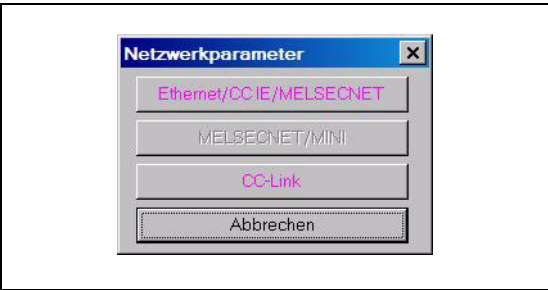 Netzwerkparameter
Ethernet/CC IE/MELSECNET
MELSECNET/MINI
CC-Link
Abbrechen